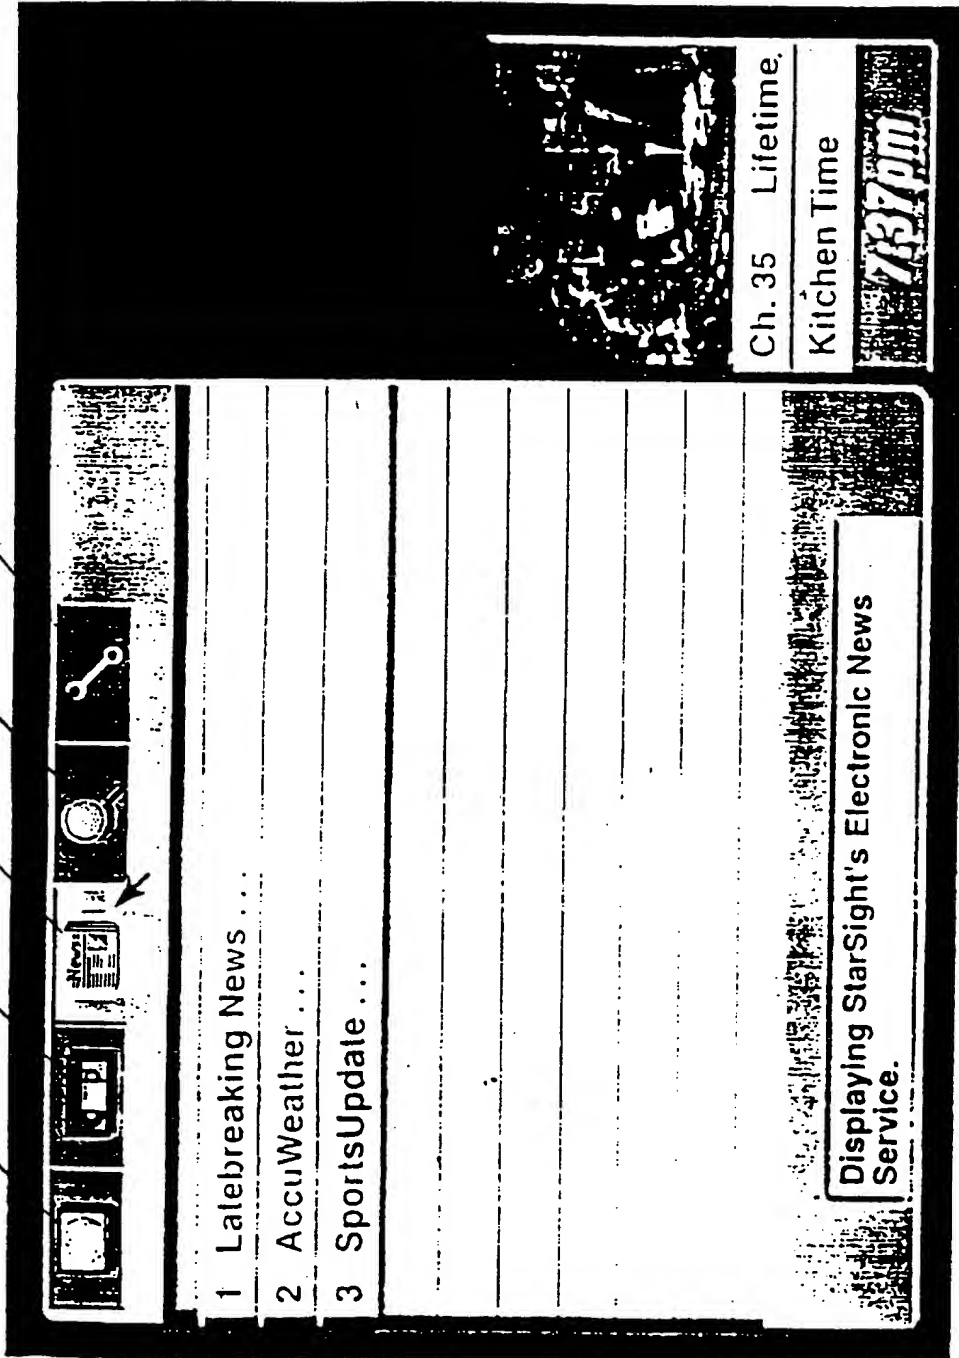 News
1 Latebreaking News...
2 AccuWeather...
3 SportsUpdate...
Displaying StarSight's Electronic News
Service.
Ch. 35 Lifetime.
Kitchen Time
7:37pm